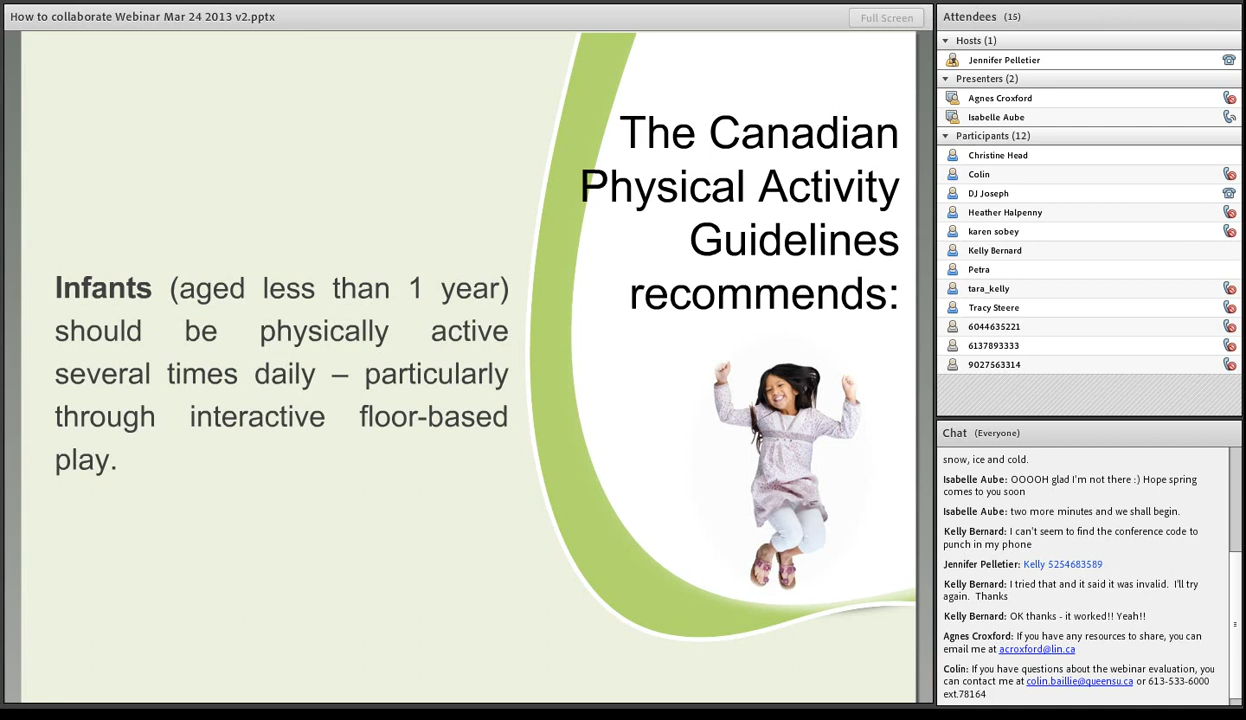 How to collaborate Webinar Mar 24 2013 v2.pptx
Full Screen
The Canadian
Physical Activity
Guidelines
recommends:
Infants (aged less than 1 year)
should be physically active
several times daily – particularly
through interactive floor-based
play.
Attendees (15)
Hosts (1)
Jennifer Pelletier
Presenters (2)
Agnes Croxford
Isabelle Aube
Participants (12)
Christine Head
Colin
DJ Joseph
Heather Halpenny
karen sobey
Kelly Bernard
Petra
tara_kelly
Tracy Steere
6044635221
6137893333
9027563314
Chat (Everyone)
snow, ice and cold.
Isabelle Aube: OOOOH glad I'm not there :) Hope spring
comes to you soon
Isabelle Aube: two more minutes and we shall begin.
Kelly Bernard: I can't seem to find the conference code to
punch in my phone
Jennifer Pelletier: Kelly 5254683589
Kelly Bernard: I tried that and it said it was invalid. I'll try
again. Thanks
Kelly Bernard: OK thanks - it worked!! Yeah!!
Agnes Croxford: If you have any resources to share, you can
email me at acroxford@lin.ca
Colin: If you have questions about the webinar evaluation, you
can contact me at colin.baillie@queensu.ca or 613-533-6000
ext.78164